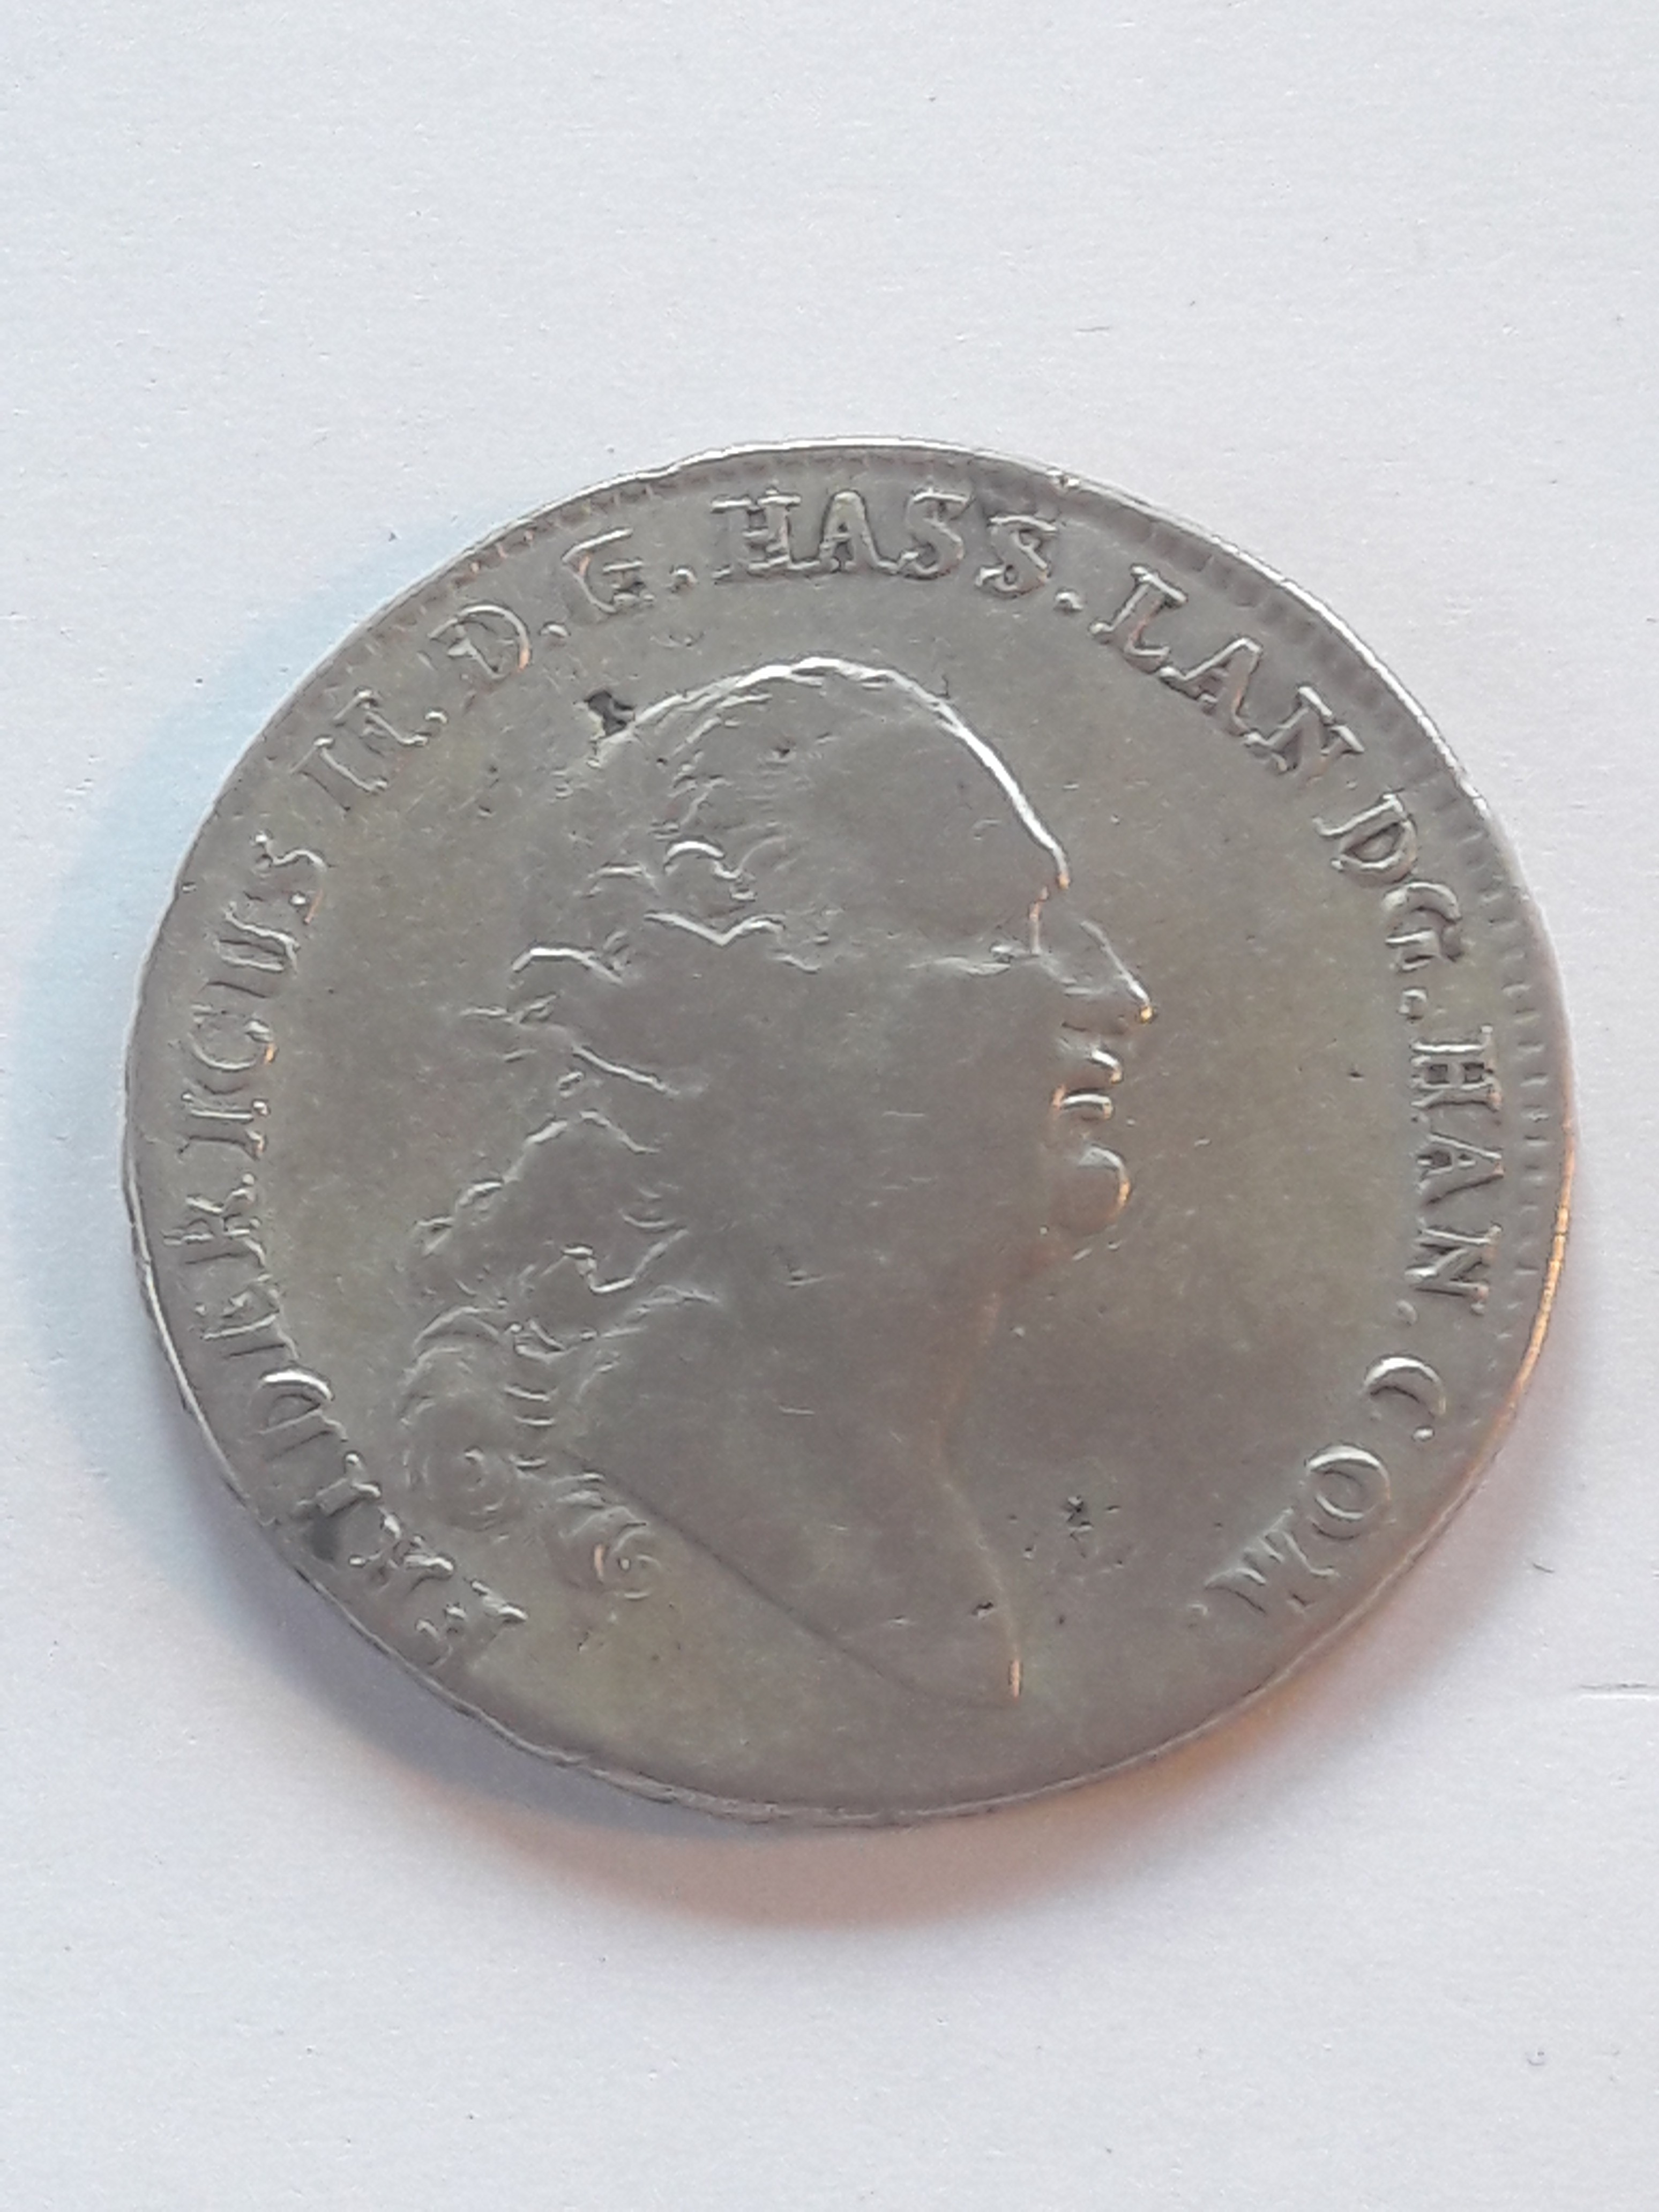 FRIDERICUS II. D. G. HASS. LANDG. HAN. COM.